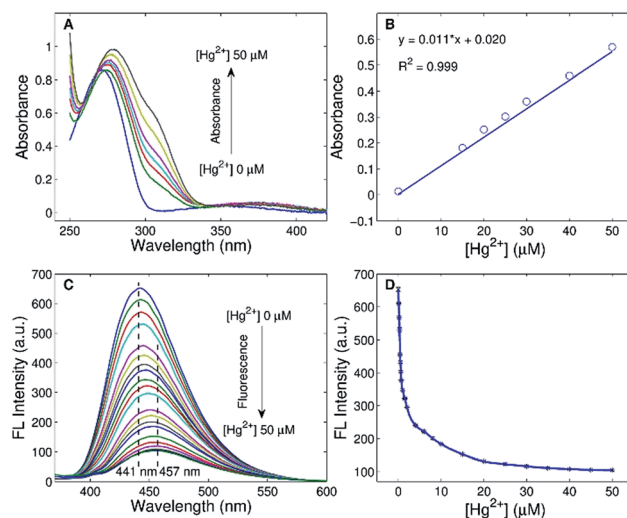 A
[Hg2+] 50 μM
Absorbance
[Hg2+] 0 μM
Absorbance
1
0.8
0.6
0.4
0.2
0
250 300 350 400
Wavelength (nm)
B
y = 0.011*x + 0.020
R2 = 0.999
Absorbance
0.6
0.5
0.4
0.3
0.2
0.1
0
−0.1
0 10 20 30 40 50
[Hg2+] (μM)
C
[Hg2+] 0 μM
Fluorescence
[Hg2+] 50 μM
441 nm 457 nm
FL Intensity (a.u.)
700
600
500
400
300
200
100
0
400 450 500 550 600
Wavelength (nm)
D
FL Intensity (a.u.)
700
600
500
400
300
200
100
0 10 20 30 40 50
[Hg2+] (μM)